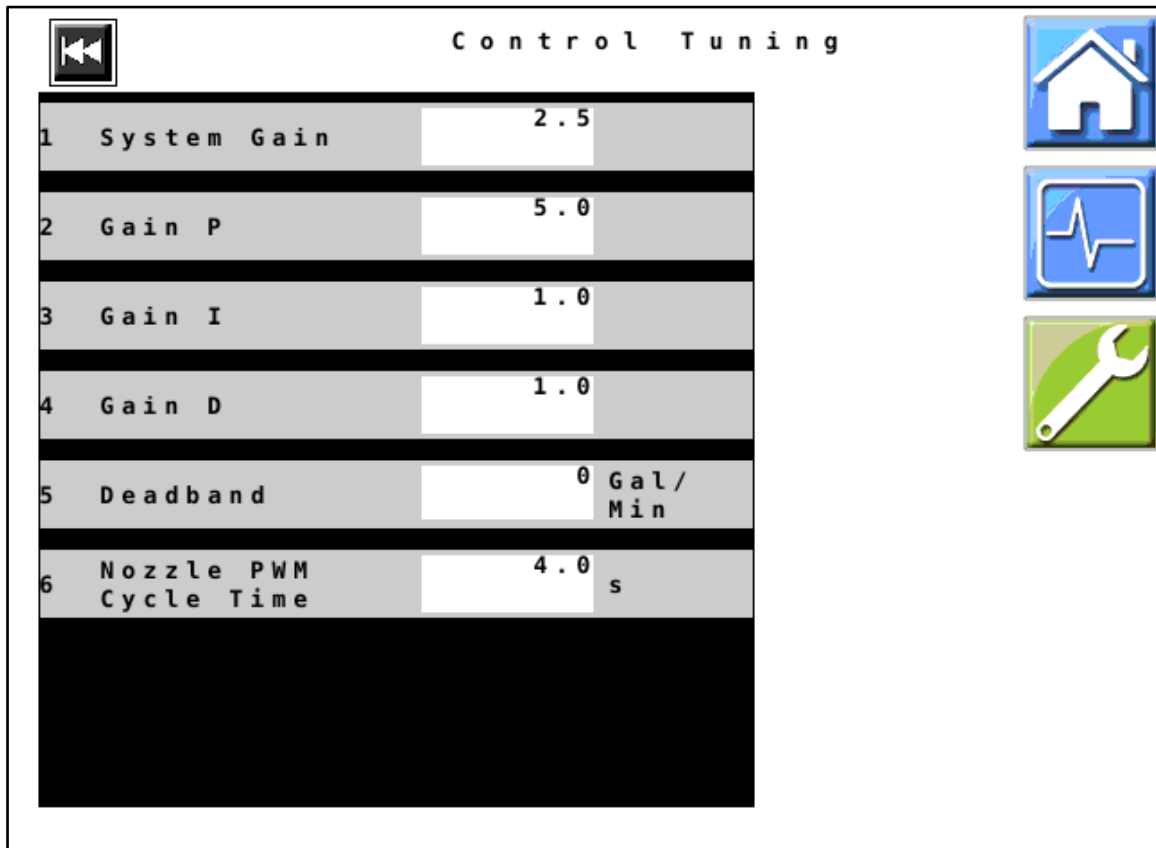 Control Tuning
1 System Gain 2.5
2 Gain P 5.0
3 Gain I 1.0
4 Gain D 1.0
5 Deadband 0 Gal/
Min
6 Nozzle PWM
Cycle Time 4.0 s